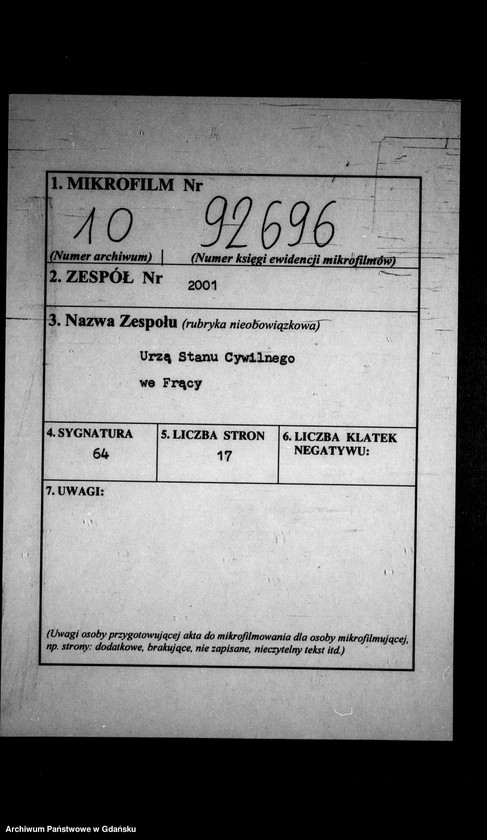 1. MIKROFILM Nr
10 92696
(Numer archiwum) (Numer księgi ewidencji mikrofilmów)
2. ZESPÓŁ Nr 2001
3. Nazwa Zespołu (rubryka nieobowiązkowa)
Urzą Stanu Cywilnego
we Frący
4. SYGNATURA 5. LICZBA STRON 6. LICZBA KLATEK
NEGATYWU:
64 17
7. UWAGI:
(Uwagi osoby przygotowującej akta do mikrofilmowania dla osoby mikrofilmującej,
np. strony: dodatkowe, brakujące, nie zapisane, nieczytelny tekst itd.)
Archiwum Państwowe w Gdańsku